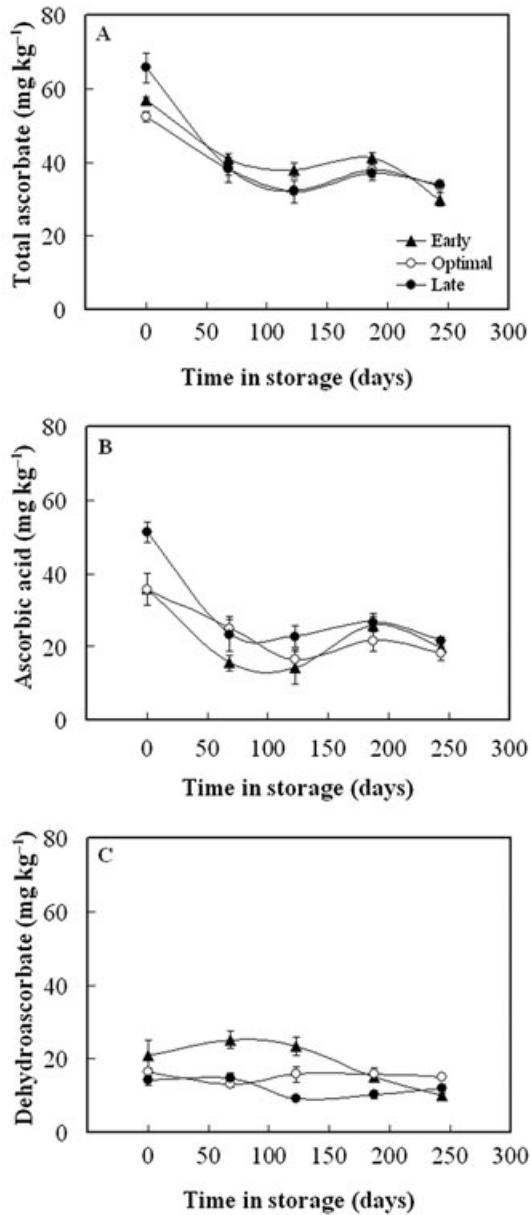 A
Total ascorbate (mg kg⁻¹)
80
60
40
20
0
Early
Optimal
Late
0 50 100 150 200 250 300
Time in storage (days)
B
Ascorbic acid (mg kg⁻¹)
80
60
40
20
0
0 50 100 150 200 250 300
Time in storage (days)
C
Dehydroascorbate (mg kg⁻¹)
80
60
40
20
0
0 50 100 150 200 250 300
Time in storage (days)